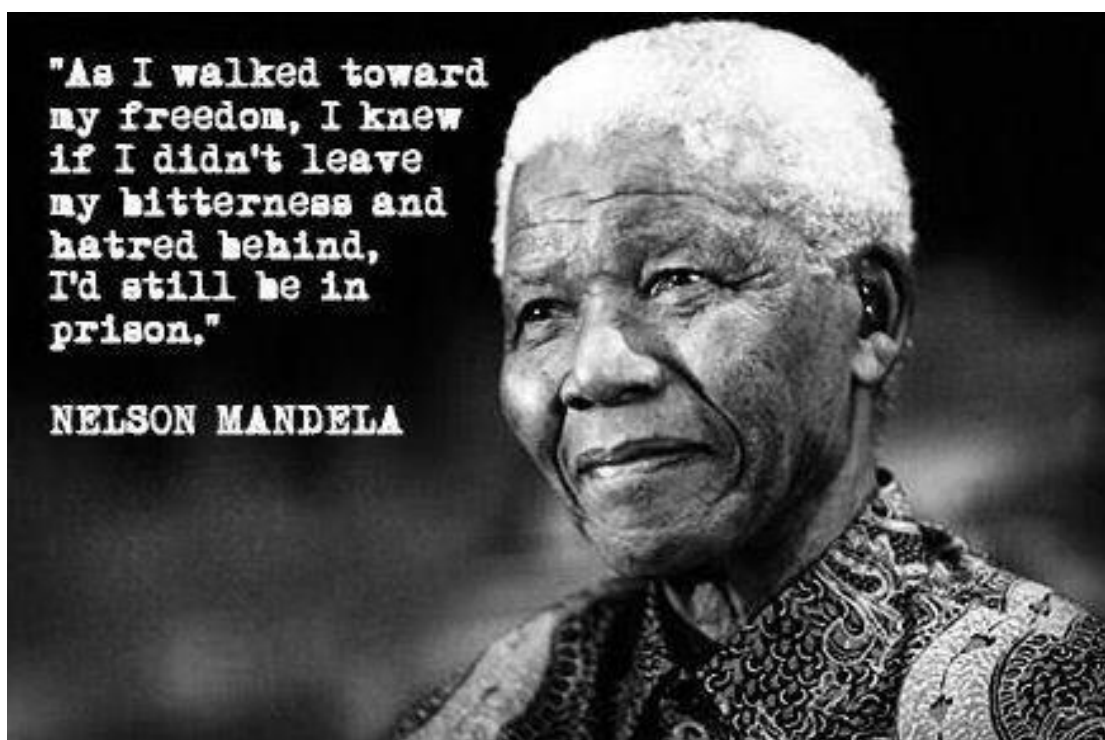 "As I walked toward
my freedom, I knew
if I didn't leave
my bitterness and
hatred behind,
I'd still be in
prison."
NELSON MANDELA